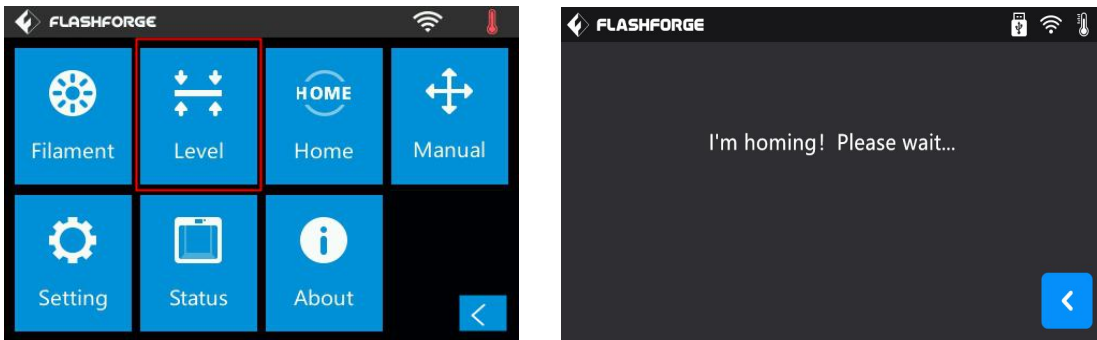 FLASHFORGE
HOME
Filament Level Home Manual
Setting Status About
FLASHFORGE
I'm homing! Please wait...